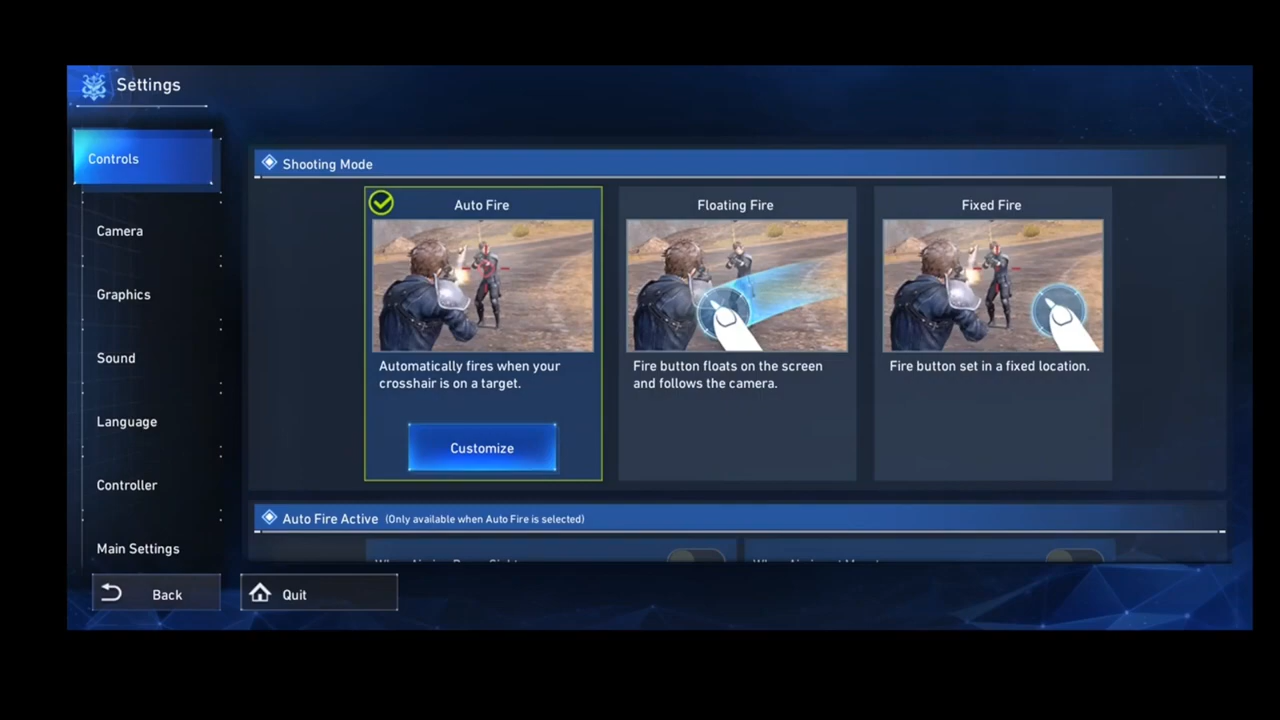 Settings
Controls
Camera
Graphics
Sound
Language
Controller
Main Settings
Back
Quit
Shooting Mode
Auto Fire
Automatically fires when your
crosshair is on a target.
Customize
Floating Fire
Fire button floats on the screen
and follows the camera.
Fixed Fire
Fire button set in a fixed location.
Auto Fire Active (Only available when Auto Fire is selected)